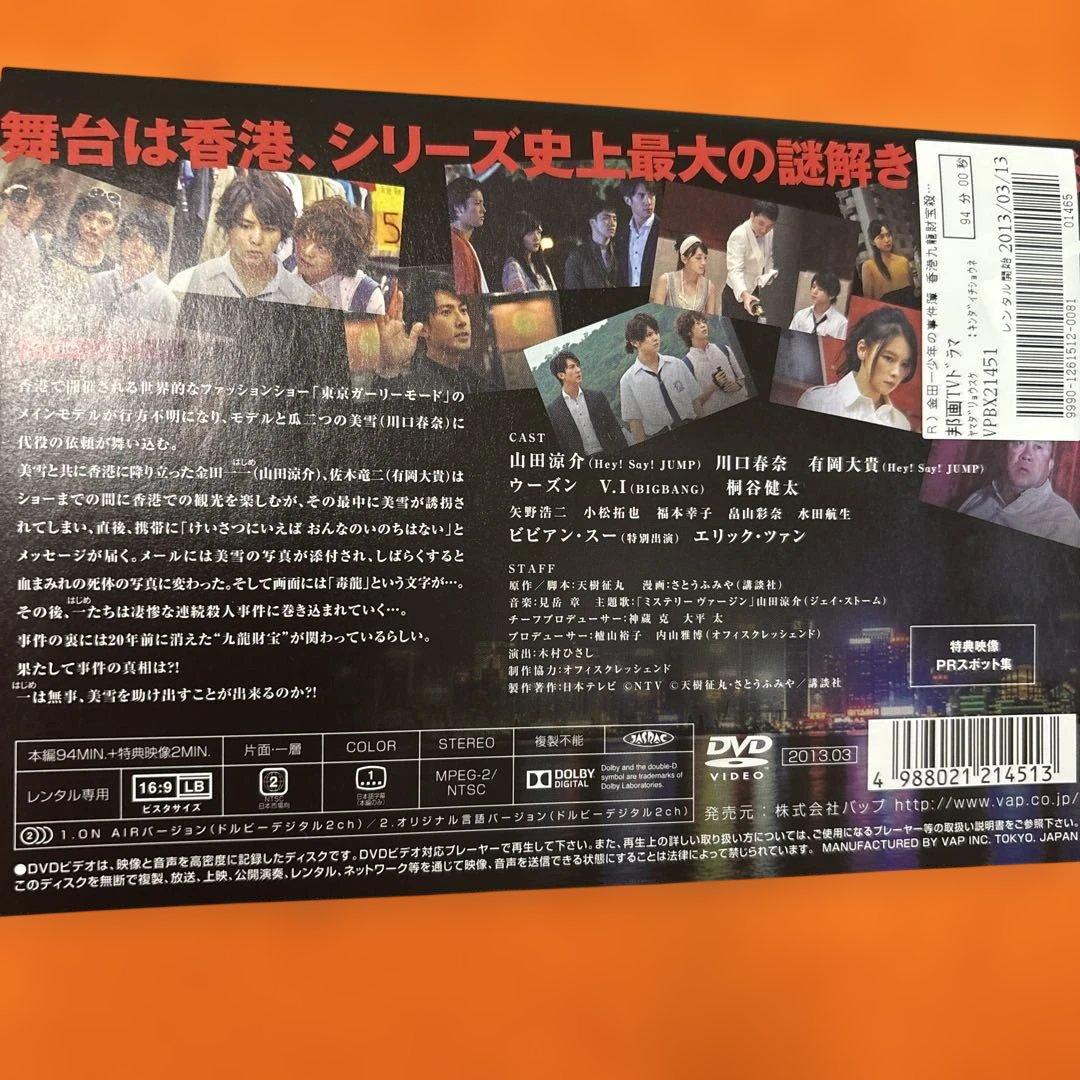 舞台は香港、シリーズ史上最大の謎解き
5
香港で開催される世界的なファッションショー「東京ガーリーモード」の
メインモデルが行方不明になり、モデルと瓜二つの美雪(川口春奈)に
代役の依頼が舞い込む。
美雪と共に香港に降り立った金田一(山田涼介)、佐木竜二(有岡大貴)は
はじめ
ショーまでの間に香港での観光を楽しむが、その最中に美雪が誘拐さ
れてしまい、直後、携帯に「けいさつにいえば おんなのいのちはない」と
メッセージが届く。メールには美雪の写真が添付され、しばらくすると
血まみれの死体の写真に変わった。そして画面には「毒龍」という文字が…。
その後、一たちは凄惨な連続殺人事件に巻き込まれていく…。
はじめ
事件の裏には20年前に消えた“九龍財宝”が関わっているらしい。
果たして事件の真相は?!
一は無事、美雪を助け出すことが出来るのか?!
はじめ
CAST
山田涼介(Hey! Say! JUMP) 川口春奈 有岡大貴(Hey! Say! JUMP)
ウーズン V.I(BIGBANG) 桐谷健太
矢野浩二 小松拓也 福本幸子 畠山彩奈 水田航生
ビビアン・スー(特別出演) エリック・ツァン
STAFF
原作/脚本:天樹征丸 漫画:さとうふみや(講談社)
音楽:見岳 章 主題歌:「ミステリー ヴァージン」山田涼介(ジェイ・ストーム)
チーフプロデューサー:神蔵 克 大平 太
プロデューサー:櫨山裕子 内山雅博(オフィスクレッシェンド)
演出:木村ひさし
制作協力:オフィスクレッシェンド
製作著作:日本テレビ ©NTV ©天樹征丸・さとうふみや/講談社
特典映像
PRスポット集
R)金田一少年の事件簿 香港九龍財宝殺…
邦画TVドラマ
ヤマダリョウスケ :キンダイチショウネ
VPBX21451
94 分 00 秒
レンタル開始 2013/03/13
9990-1261512-0081 01465
本編94MIN.+特典映像2MIN.
片面・一層
COLOR
STEREO
複製不能
JASRAC
DVD
VIDEO
2013.03
レンタル専用
16:9 LB
ビスタサイズ
2
NTSC
日本市場向
1
日本語字幕
(本編のみ)
MPEG-2/
NTSC
DOLBY
DIGITAL
Dolby and the double-D
symbol are trademarks of
Dolby Laboratories.
4 988021 214513
発売元:株式会社バップ http://www.vap.co.jp/
2 1.ON AIRバージョン(ドルビーデジタル2ch)/2.オリジナル言語バージョン(ドルビーデジタル2ch)
●DVDビデオは、映像と音声を高密度に記録したディスクです。DVDビデオ対応プレーヤーで再生して下さい。また、再生上の詳しい取り扱い方については、ご使用になるプレーヤー等の取扱い説明書をご参照下さい。
このディスクを無断で複製、放送、上映、公開演奏、レンタル、ネットワーク等を通じて映像、音声を送信できる状態にすることは法律によって禁じられています。 MANUFACTURED BY VAP INC. TOKYO. JAPAN